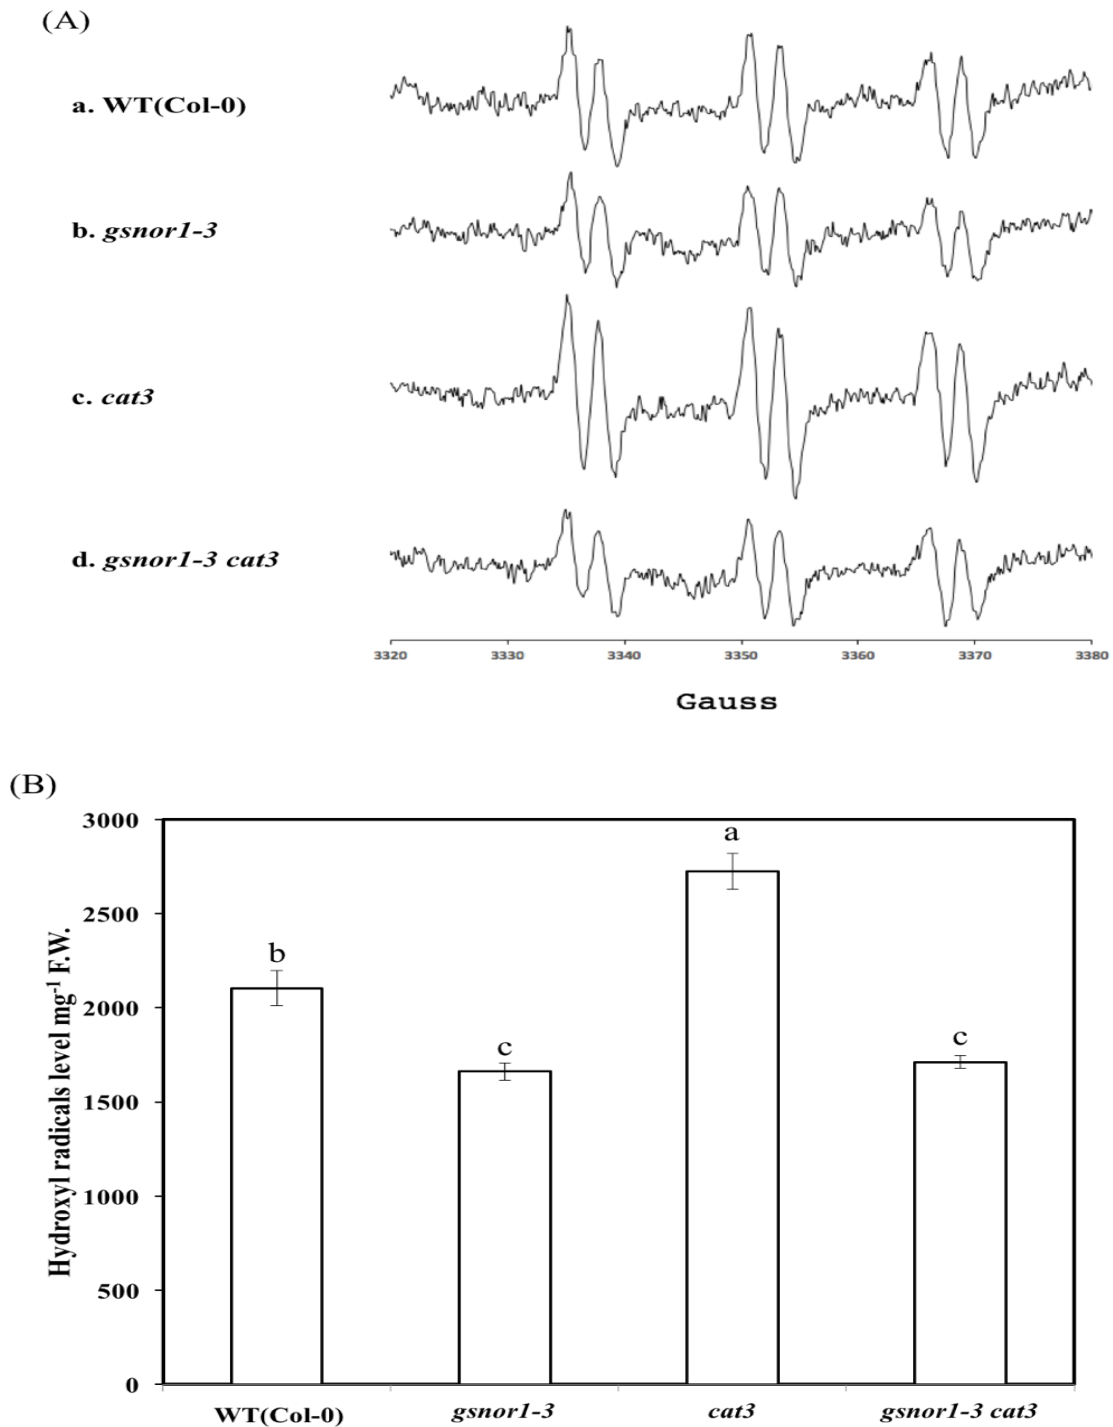 (A)
a. WT(Col-0)
b. gsnor1-3
c. cat3
d. gsnor1-3 cat3
3320 3330 3340 3350 3360 3370 3380
Gauss
(B)
Hydroxyl radicals level mg-1 F.W.
3000
2500
2000
1500
1000
500
0
b
c
a
c
WT(Col-0) gsnor1-3 cat3 gsnor1-3 cat3